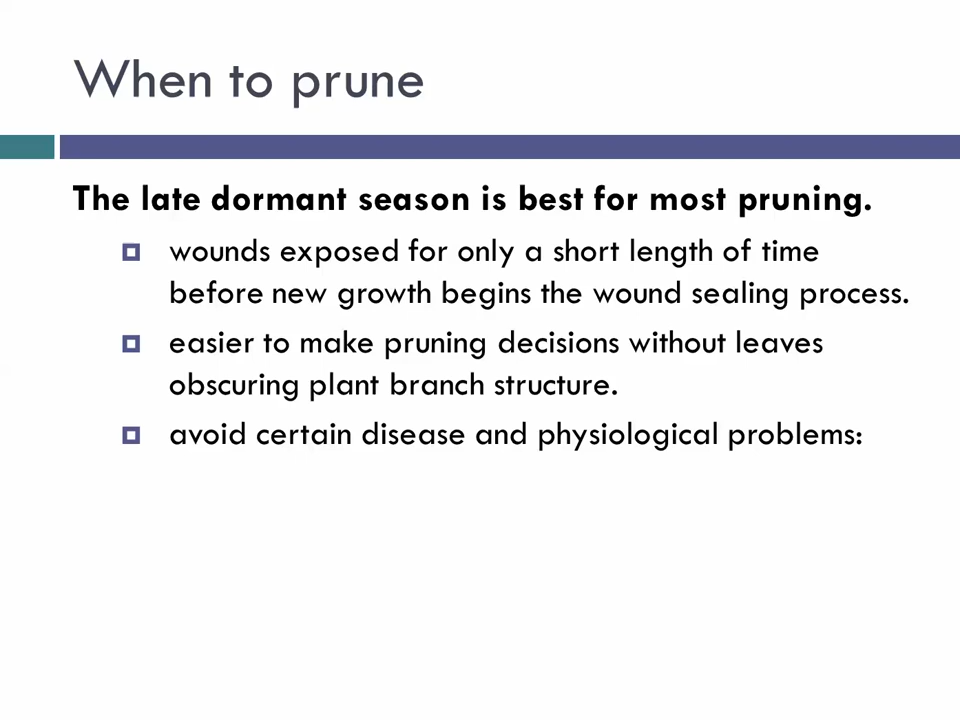 When to prune
The late dormant season is best for most pruning.
wounds exposed for only a short length of time
before new growth begins the wound sealing process.
easier to make pruning decisions without leaves
obscuring plant branch structure.
avoid certain disease and physiological problems: